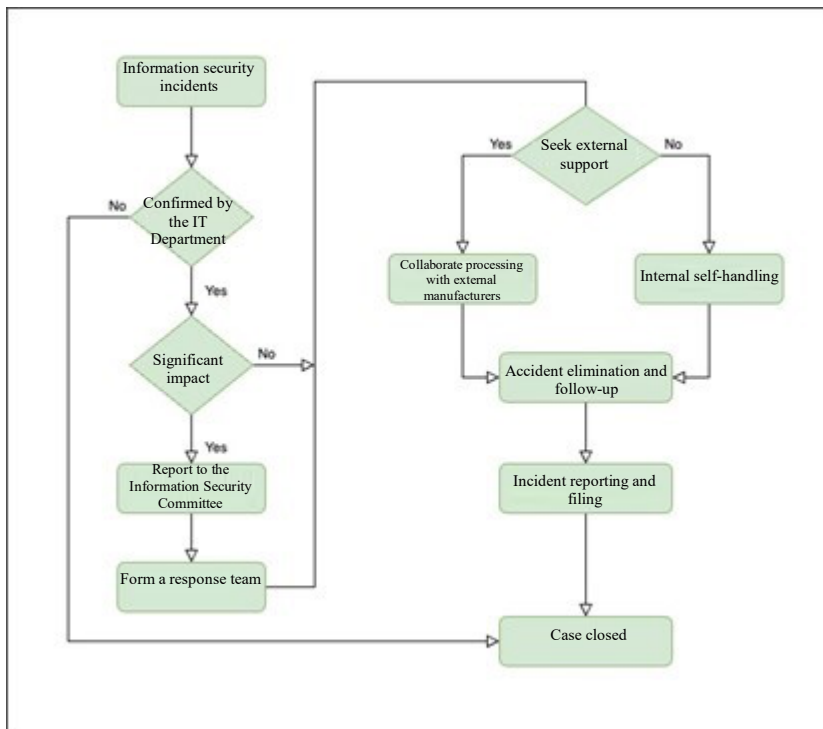 Information security
incidents
No
Confirmed by
the IT
Department
Yes
Significant
impact
No
Yes
Report to the
Information Security
Committee
Form a response team
Yes
Seek external
support
No
Collaborate processing
with external
manufacturers
Internal self-handling
Accident elimination and
follow-up
Incident reporting and
filing
Case closed